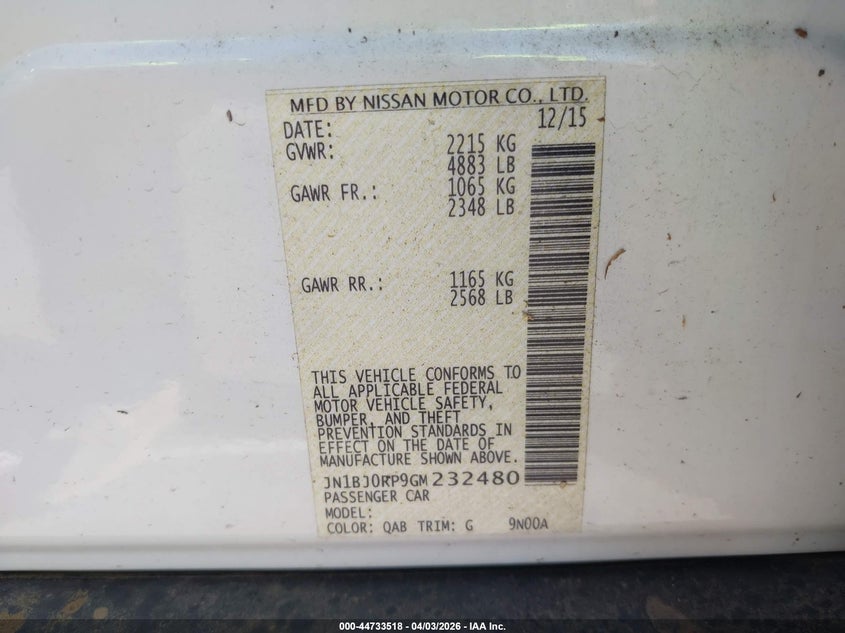 MFD BY NISSAN MOTOR CO., LTD.
DATE: 12/15
GVWR: 2215 KG
4883 LB
GAWR FR.: 1065 KG
2348 LB
GAWR RR.: 1165 KG
2568 LB
THIS VEHICLE CONFORMS TO
ALL APPLICABLE FEDERAL
MOTOR VEHICLE SAFETY,
BUMPER, AND THEFT
PREVENTION STANDARDS IN
EFFECT ON THE DATE OF
MANUFACTURE SHOWN ABOVE.
JN1BJ0RP9GM232480
PASSENGER CAR
MODEL:
COLOR: QAB TRIM: G 9N00A
000-44733518 - 04/03/2026 - IAA Inc.